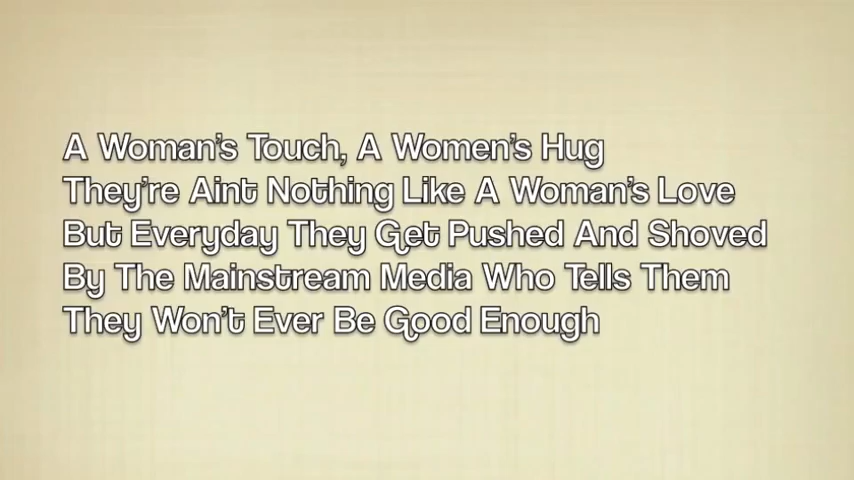 A Woman's Touch, A Women's Hug
They're Aint Nothing Like A Woman's Love
But Everyday They Get Pushed And Shoved
By The Mainstream Media Who Tells Them
They Won't Ever Be Good Enough